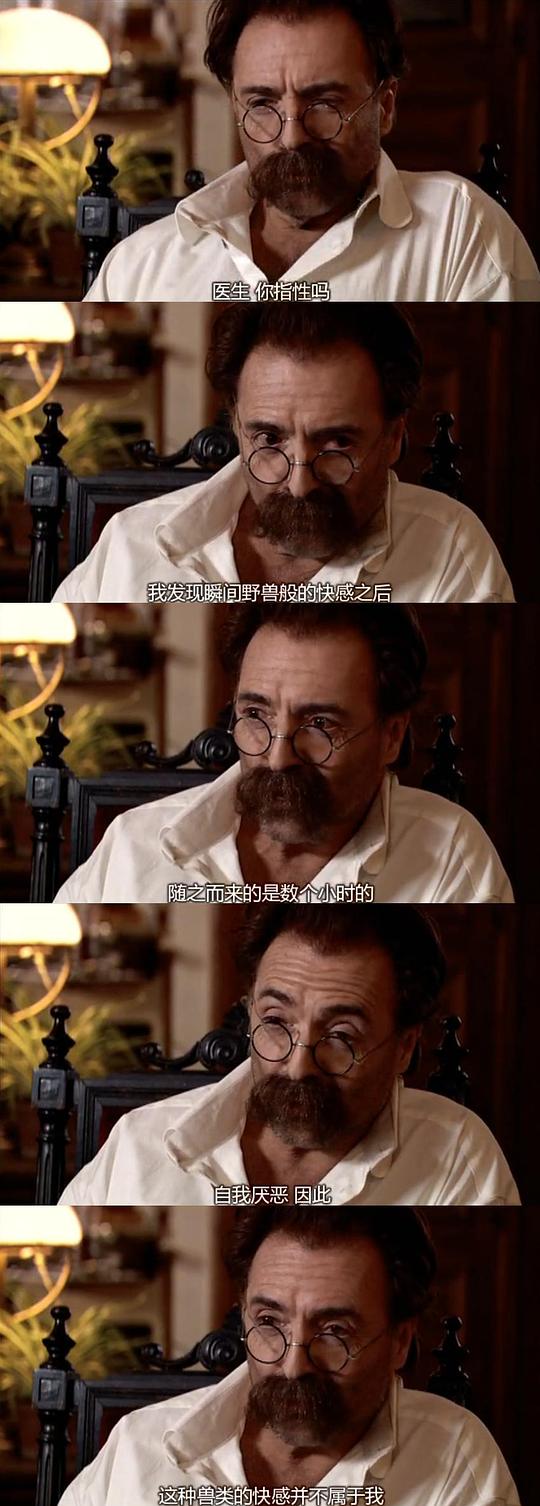 医生 你指性吗
我发现瞬间野兽般的快感之后
随之而来的是数个小时的
自我厌恶 因此
这种兽类的快感并不属于我